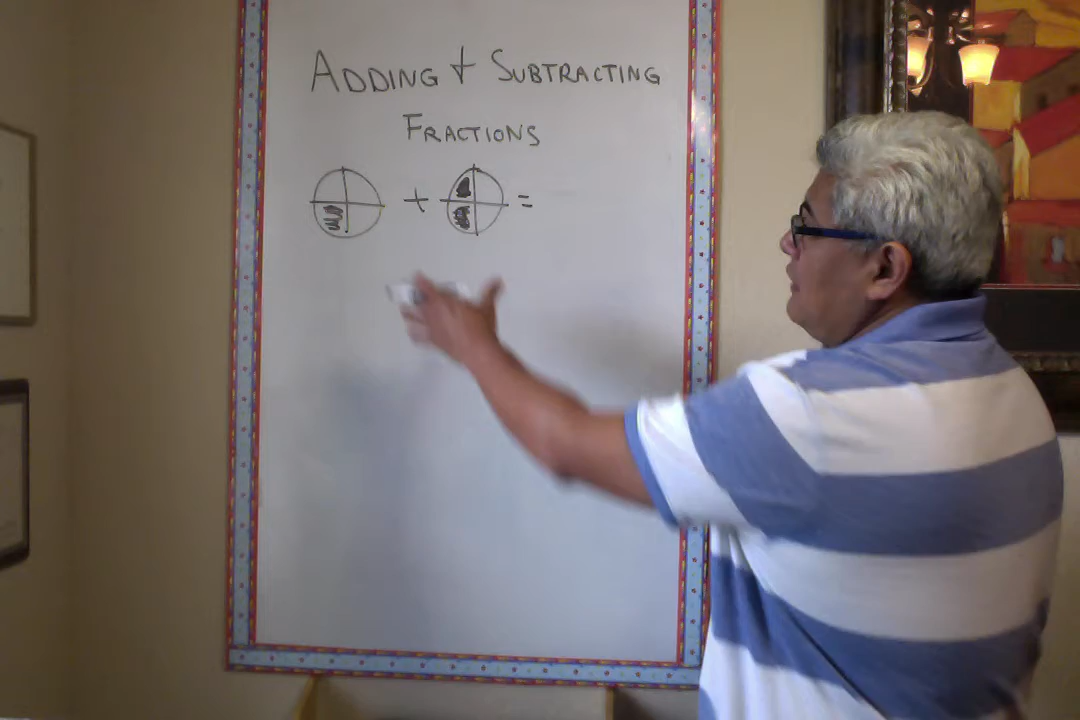 ADDING & SUBTRACTING
FRACTIONS
+ =